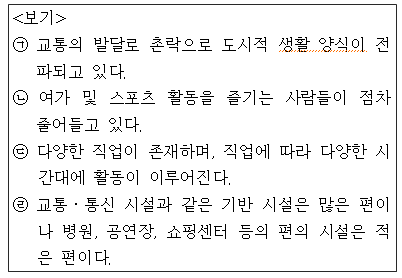 <보기>
㉠ 교통의 발달로 촌락으로 도시적 생활 양식이 전
파되고 있다.
㉡ 여가 및 스포츠 활동을 즐기는 사람들이 점차
줄어들고 있다.
㉢ 다양한 직업이 존재하며, 직업에 따라 다양한 시
간대에 활동이 이루어진다.
㉣ 교통・통신 시설과 같은 기반 시설은 많은 편이
나 병원, 공연장, 쇼핑센터 등의 편의 시설은 적
은 편이다.